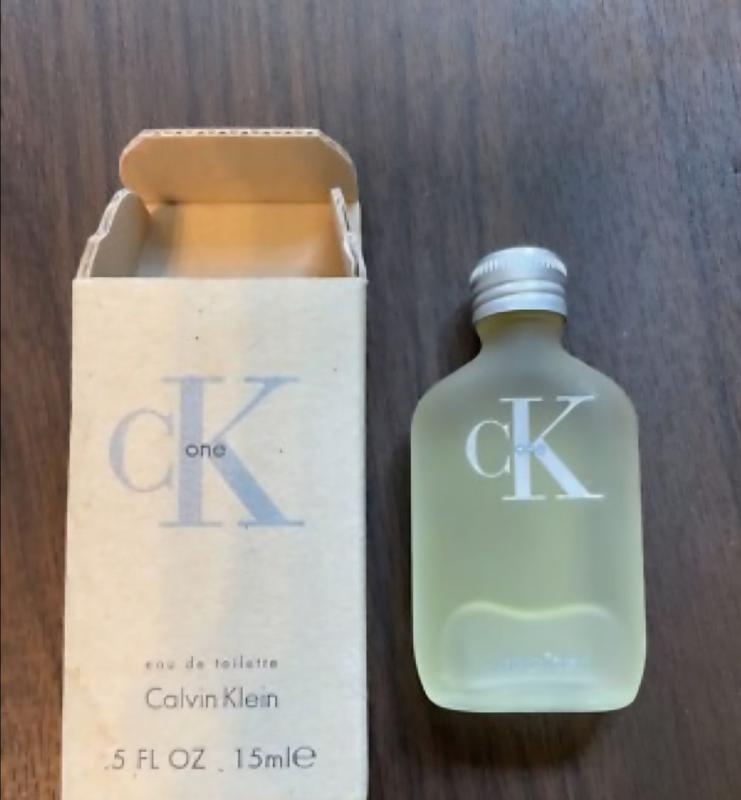 cK
one
eau de toilette
Calvin Klein
.5 FL OZ . 15ml℮
cK
one